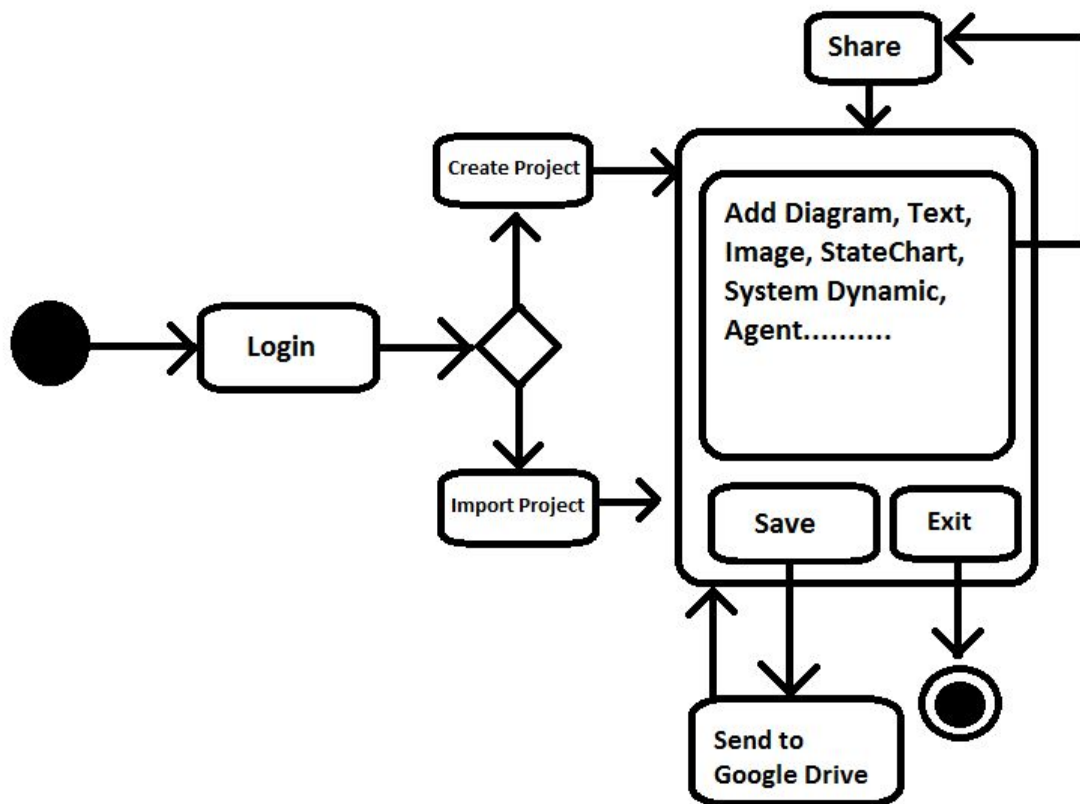 Share
Create Project
Add Diagram, Text,
Image, StateChart,
System Dynamic,
Agent..........
Login
Import Project
Save
Exit
Send to
Google Drive